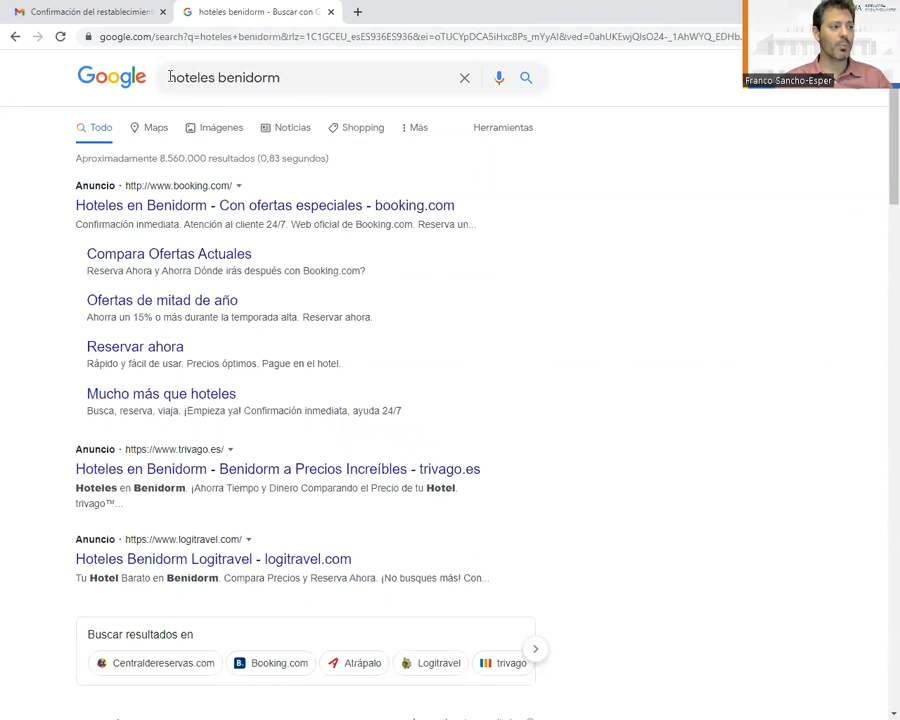 Confirmación del restablecimient
hoteles benidorm - Buscar con G
google.com/search?q=hoteles+benidorm&rlz=1C1GCEU_esES936ES936&ei=oTUCYpDCA5iHxc8Ps_mYyAI&ved=0ahUKEwjQIsO24-_1AhWYQ_EDHb
Franco Sancho-Esper
Google
hoteles benidorm
Todo
Maps
Imágenes
Noticias
Shopping
Más
Herramientas
Aproximadamente 8.560.000 resultados (0,83 segundos)
Anuncio · http://www.booking.com/
Hoteles en Benidorm - Con ofertas especiales - booking.com
Confirmación inmediata. Atención al cliente 24/7. Web oficial de Booking.com. Reserva un...
Compara Ofertas Actuales
Reserva Ahora y Ahorra Dónde irás después con Booking.com?
Ofertas de mitad de año
Ahorra un 15% o más durante la temporada alta. Reservar ahora.
Reservar ahora
Rápido y fácil de usar. Precios óptimos. Pague en el hotel.
Mucho más que hoteles
Busca, reserva, viaja. ¡Empieza ya! Confirmación inmediata, ayuda 24/7
Anuncio · https://www.trivago.es/
Hoteles en Benidorm - Benidorm a Precios Increíbles - trivago.es
Hoteles en Benidorm. ¡Ahorra Tiempo y Dinero Comparando el Precio de tu Hotel.
trivago™...
Anuncio · https://www.logitravel.com/
Hoteles Benidorm Logitravel - logitravel.com
Tu Hotel Barato en Benidorm. Compara Precios y Reserva Ahora. ¡No busques más! Con...
Buscar resultados en
Centraldereservas.com
Booking.com
Atrápalo
Logitravel
trivago